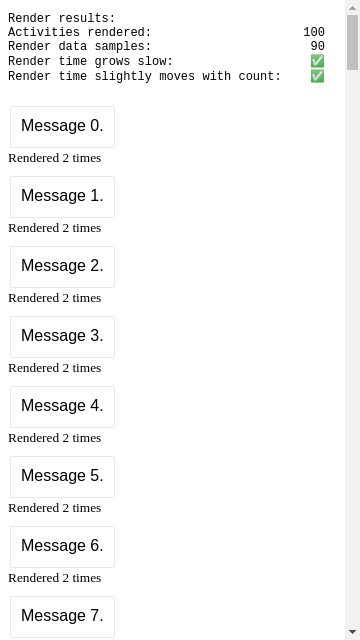 Render results:
Activities rendered: 100
Render data samples: 90
Render time grows slow: ✅
Render time slightly moves with count: ✅
Message 0.
Rendered 2 times
Message 1.
Rendered 2 times
Message 2.
Rendered 2 times
Message 3.
Rendered 2 times
Message 4.
Rendered 2 times
Message 5.
Rendered 2 times
Message 6.
Rendered 2 times
Message 7.